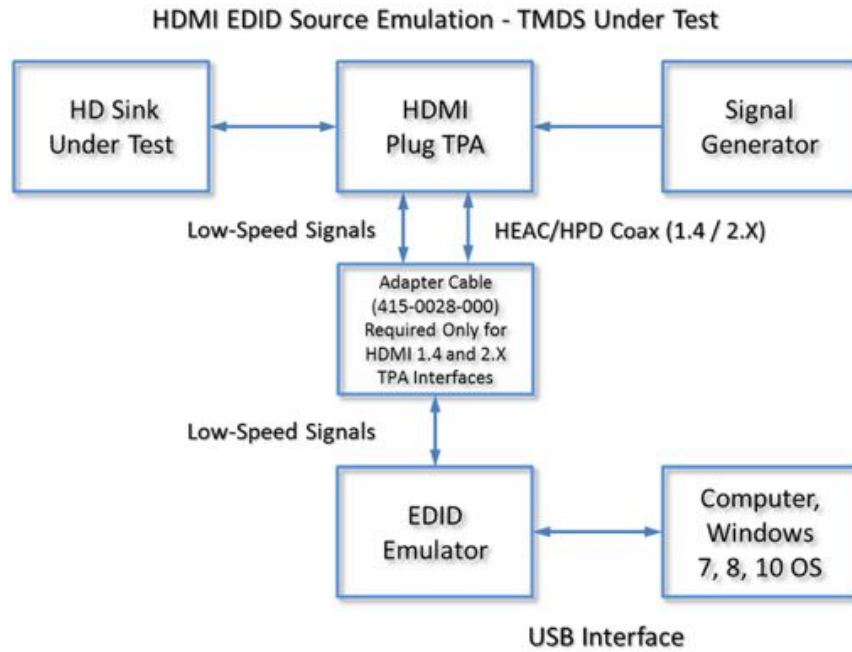 HDMI EDID Source Emulation - TMDS Under Test
HD Sink
Under Test
HDMI
Plug TPA
Signal
Generator
Low-Speed Signals
HEAC/HPD Coax (1.4 / 2.X)
Adapter Cable
(415-0028-000)
Required Only for
HDMI 1.4 and 2.X
TPA Interfaces
Low-Speed Signals
EDID
Emulator
Computer,
Windows
7, 8, 10 OS
USB Interface